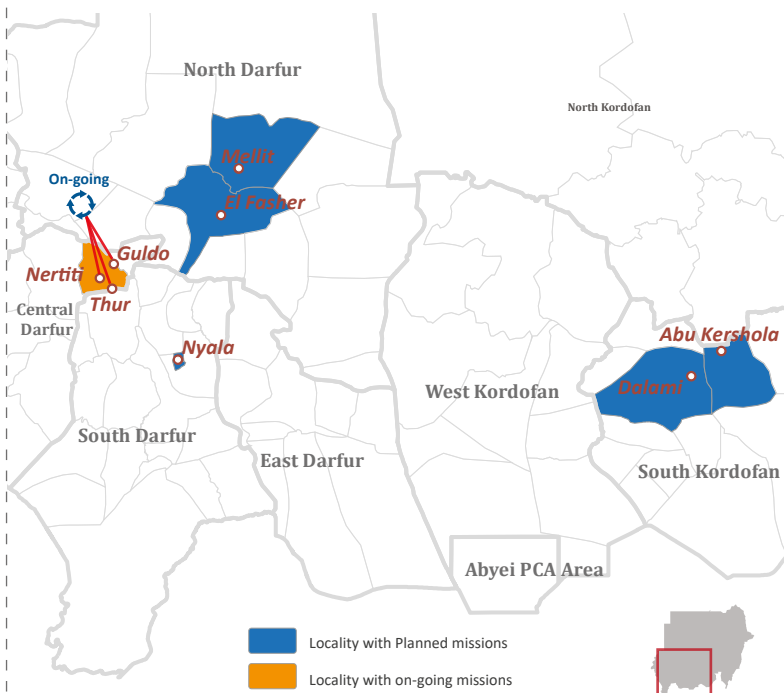 North Darfur
North Kordofan
Mellit
On-going
El Fosher
Guldo
Nertiti
Thur
Central
Darfur
Nyala
Abu Kershola
Dalami
West Kordofan
South Darfur
East Darfur
South Kordofan
Abyei PCA Area
Locality with Planned missions
Locality with on-going missions